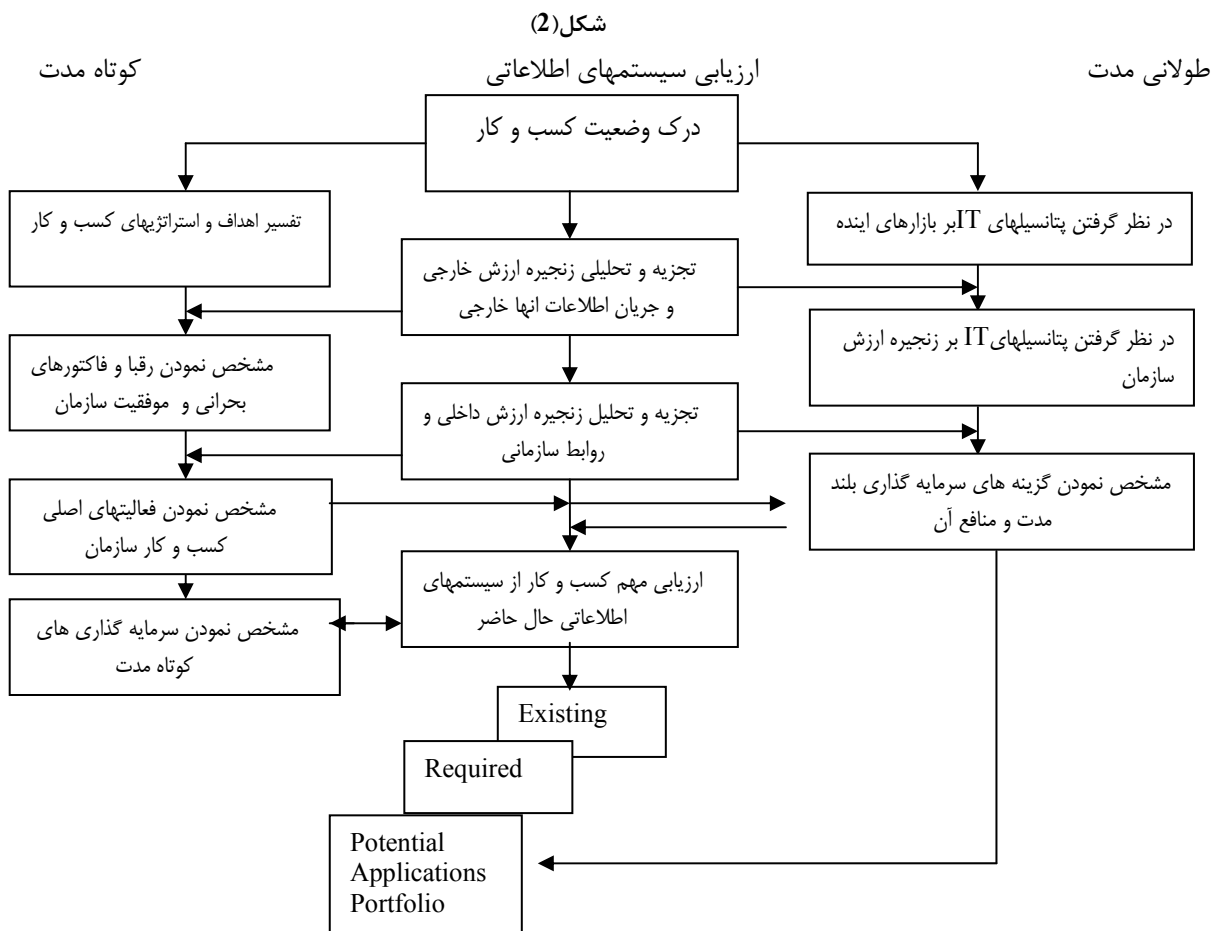 شکل(2)
طولانی مدت
ارزیابی سیستمهای اطلاعاتی
کوتاه مدت
درک وضعیت کسب و کار
در نظر گرفتن پتانسیلهای ITبر بازارهای اینده
تفسیر اهداف و استراتژیهای کسب و کار
تجزیه و تحلیلی زنجیره ارزش خارجی
و جریان اطلاعات انها خارجی
در نظر گرفتن پتانسیلهایIT بر زنجیره ارزش
سازمان
مشخص نمودن رقبا و فاکتورهای
بحرانی و موفقیت سازمان
تجزیه و تحلیل زنجیره ارزش داخلی و
روابط سازمانی
مشخص نمودن گزینه های سرمایه گذاری بلند
مدت و منافع آن
مشخص نمودن فعالیتهای اصلی
کسب و کار سازمان
ارزیابی مهم کسب و کار از سیستمهای
اطلاعاتی حال حاضر
مشخص نمودن سرمایه گذاری های
کوتاه مدت
Existing
Required
Potential
Applications
Portfolio